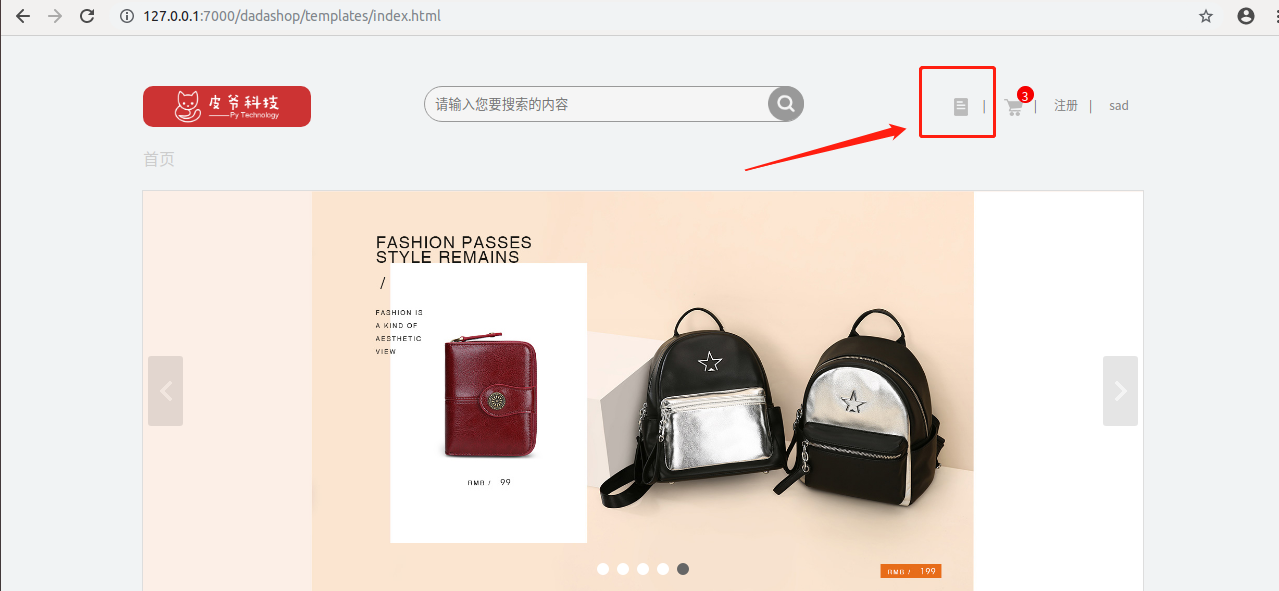 127.0.0.1:7000/dadashop/templates/index.html
皮爷科技
Py Technology
请输入您要搜索的内容
| 3 | 注册 | sad
首页
FASHION PASSES
STYLE REMAINS
/
FASHION IS
A KIND OF
AESTHETIC
VIEW
RMB / 99
RMB / 199